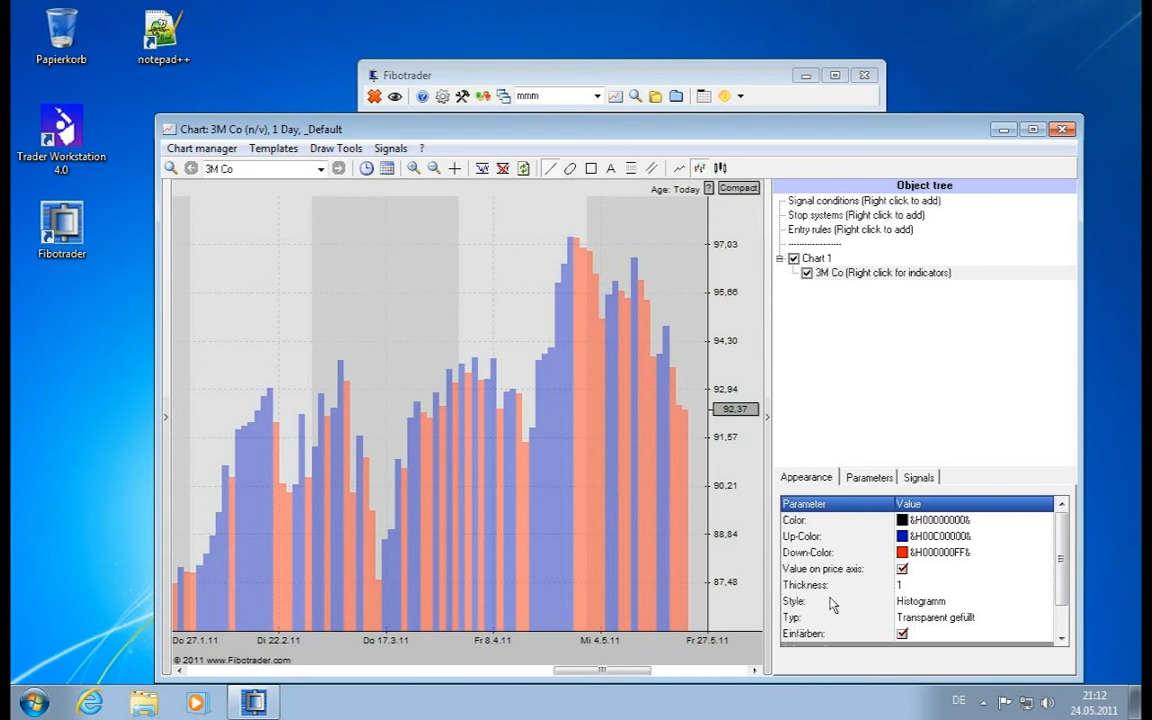 Papierkorb
notepad++
Trader Workstation
4.0
Fibotrader
Fibotrader
mmm
Chart: 3M Co (n/v), 1 Day, _Default
Chart manager Templates Draw Tools Signals ?
3M Co
A
Age: Today ? Compact
97,03
95,66
94,30
92,94
92,37
91,57
90,21
88,84
87,48
Do 27.1.11 Di 22.2.11 Do 17.3.11 Fr 8.4.11 Mi 4.5.11 Fr 27.5.11
© 2011 www.Fibotrader.com
Object tree
Signal conditions (Right click to add)
Stop systems (Right click to add)
Entry rules (Right click to add)
-------------------
Chart 1
3M Co (Right click for indicators)
Appearance Parameters Signals
Parameter Value
Color: &H00000000&
Up-Color: &H00C00000&
Down-Color: &H000000FF&
Value on price axis:
Thickness: 1
Style: Histogramm
Typ: Transparent gefüllt
Einfärben:
DE
21:12
24.05.2011